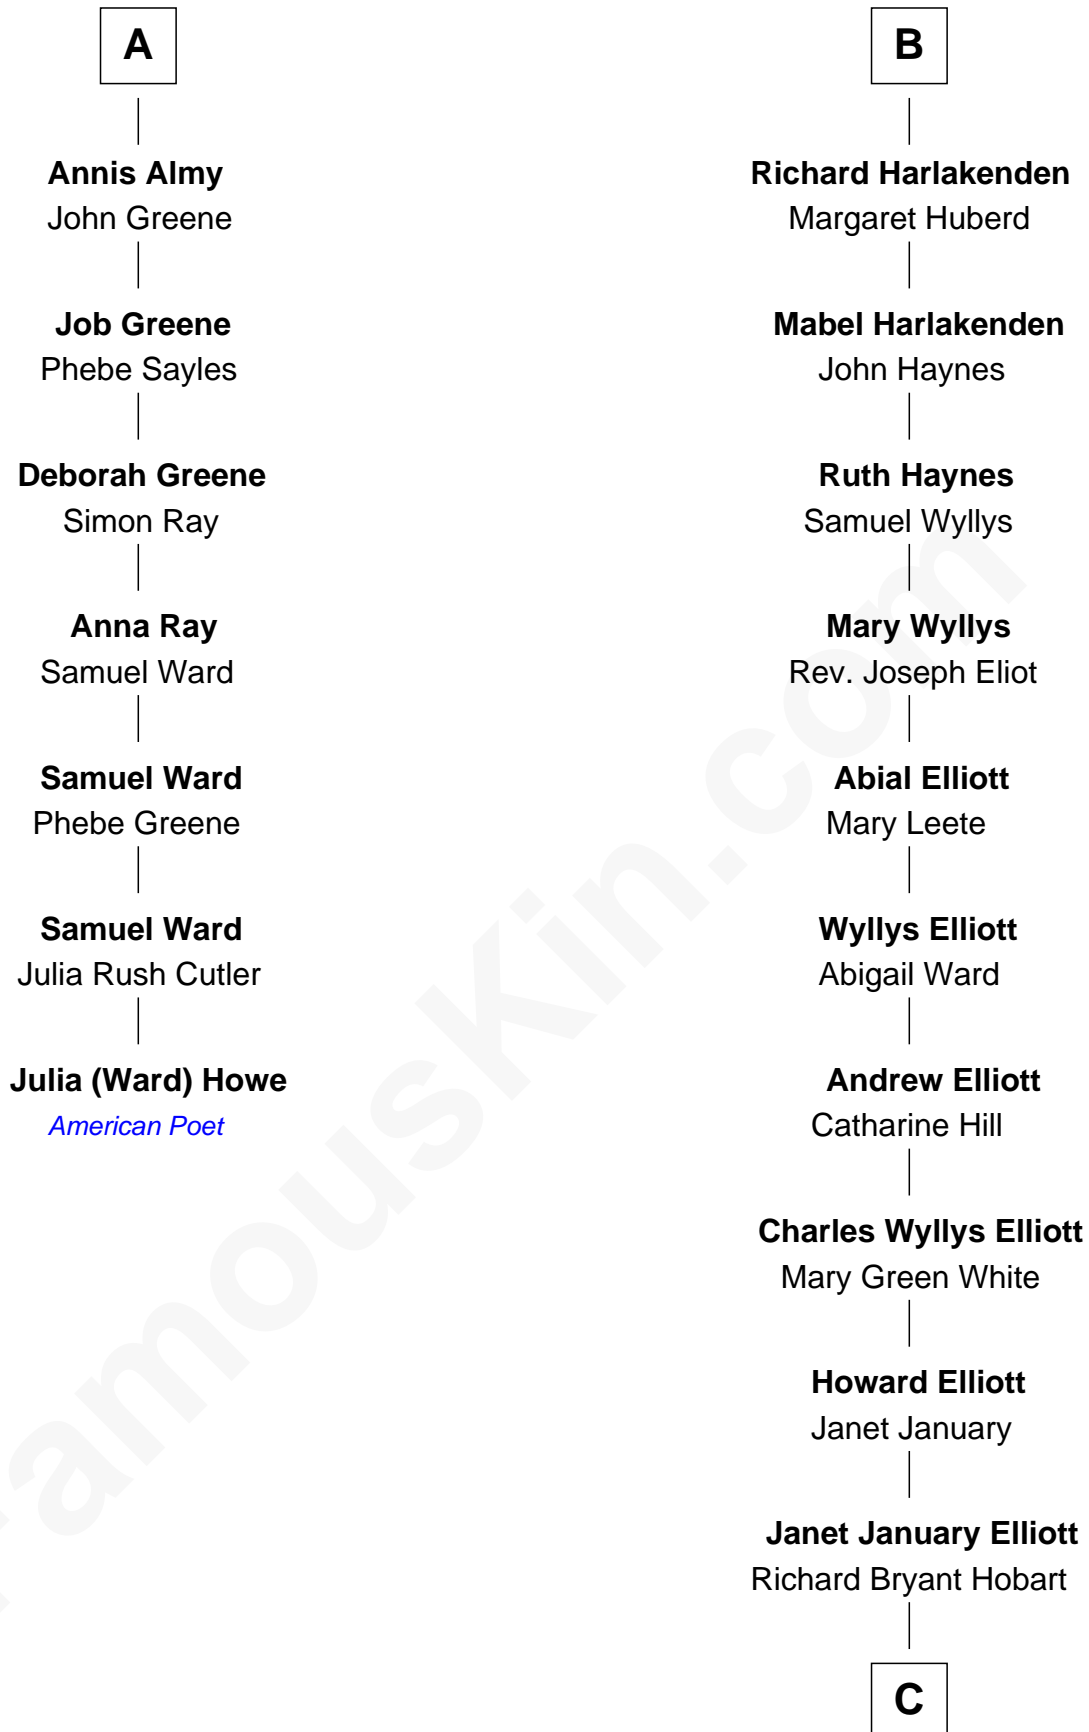 A
Annis Almy
John Greene
Job Greene
Phebe Sayles
Deborah Greene
Simon Ray
Anna Ray
Samuel Ward
Samuel Ward
Phebe Greene
Samuel Ward
Julia Rush Cutler
Julia (Ward) Howe
American Poet
B
Richard Harlakenden
Margaret Huberd
Mabel Harlakenden
John Haynes
Ruth Haynes
Samuel Wyllys
Mary Wyllys
Rev. Joseph Eliot
Abial Elliott
Mary Leete
Wyllys Elliott
Abigail Ward
Andrew Elliott
Catharine Hill
Charles Wyllys Elliott
Mary Green White
Howard Elliott
Janet January
Janet January Elliott
Richard Bryant Hobart
C
FamousKin.com